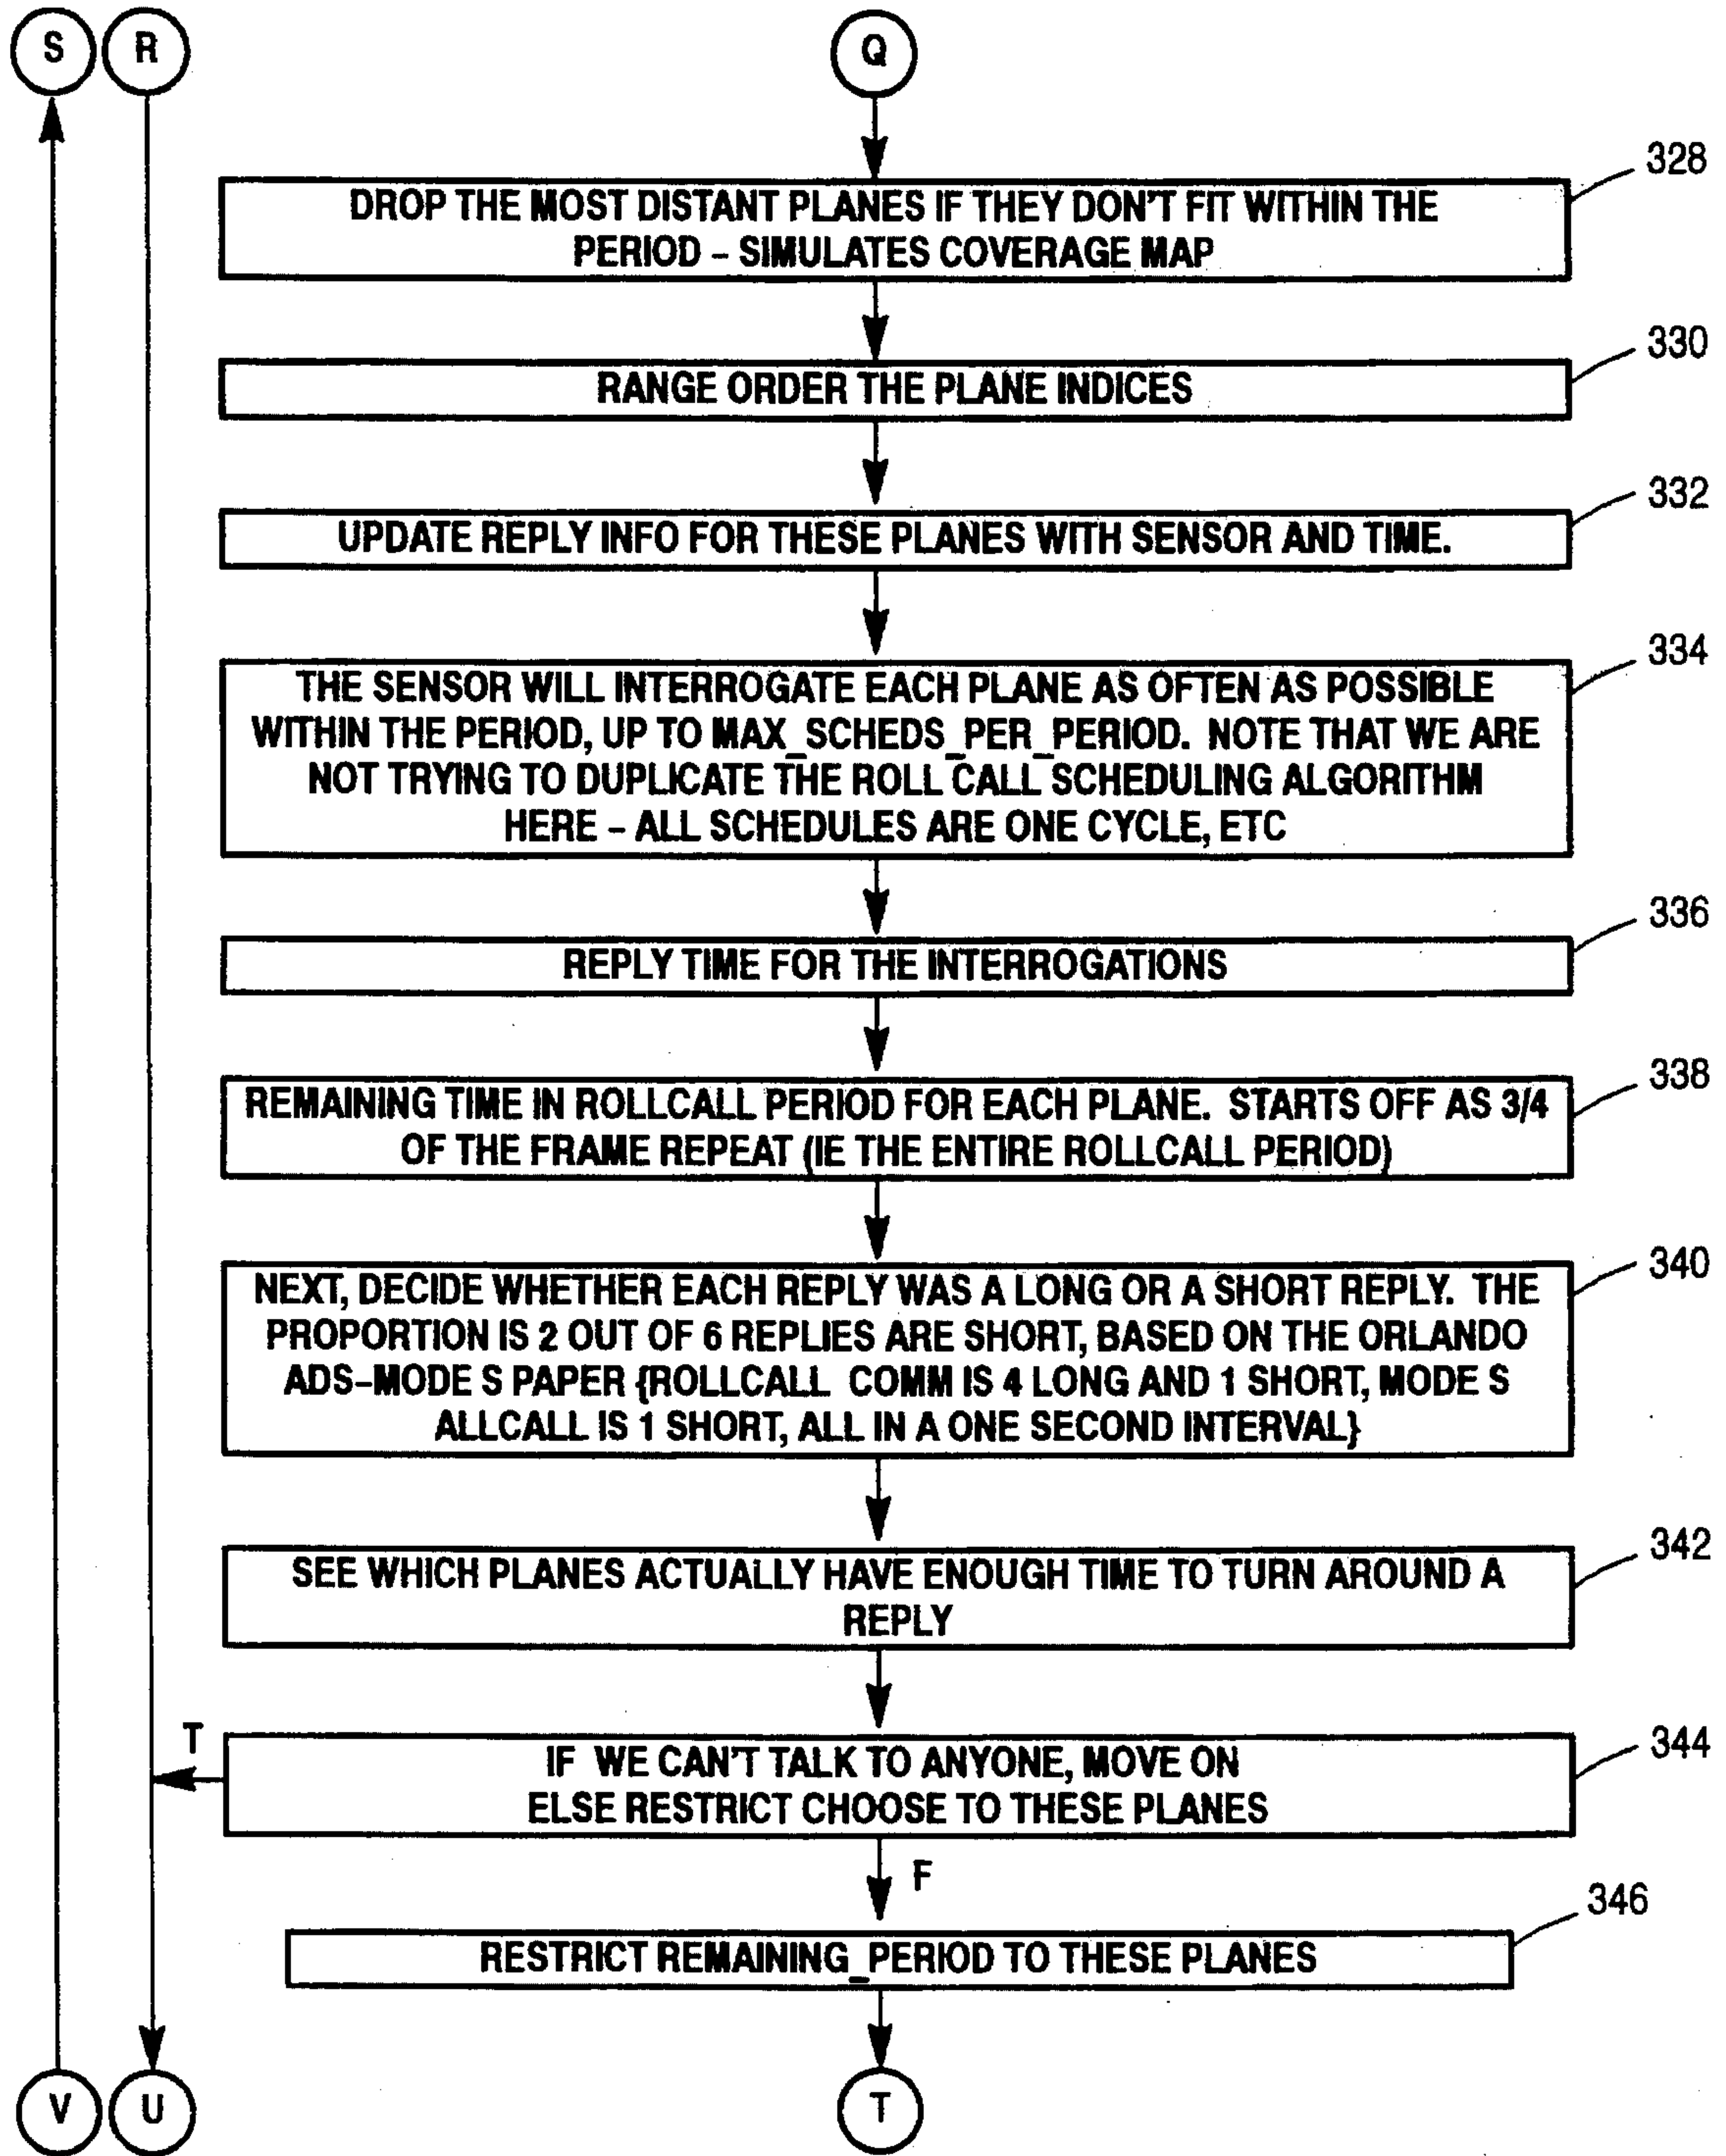 S R Q
328
DROP THE MOST DISTANT PLANES IF THEY DON'T FIT WITHIN THE
PERIOD – SIMULATES COVERAGE MAP
330
RANGE ORDER THE PLANE INDICES
332
UPDATE REPLY INFO FOR THESE PLANES WITH SENSOR AND TIME.
334
THE SENSOR WILL INTERROGATE EACH PLANE AS OFTEN AS POSSIBLE
WITHIN THE PERIOD, UP TO MAX_SCHEDS_PER_PERIOD. NOTE THAT WE ARE
NOT TRYING TO DUPLICATE THE ROLL CALL SCHEDULING ALGORITHM
HERE – ALL SCHEDULES ARE ONE CYCLE, ETC
336
REPLY TIME FOR THE INTERROGATIONS
338
REMAINING TIME IN ROLLCALL PERIOD FOR EACH PLANE. STARTS OFF AS 3/4
OF THE FRAME REPEAT (IE THE ENTIRE ROLLCALL PERIOD)
340
NEXT, DECIDE WHETHER EACH REPLY WAS A LONG OR A SHORT REPLY. THE
PROPORTION IS 2 OUT OF 6 REPLIES ARE SHORT, BASED ON THE ORLANDO
ADS–MODE S PAPER {ROLLCALL COMM IS 4 LONG AND 1 SHORT, MODE S
ALLCALL IS 1 SHORT, ALL IN A ONE SECOND INTERVAL}
342
SEE WHICH PLANES ACTUALLY HAVE ENOUGH TIME TO TURN AROUND A
REPLY
344
T
IF WE CAN'T TALK TO ANYONE, MOVE ON
ELSE RESTRICT CHOOSE TO THESE PLANES
F
346
RESTRICT REMAINING_PERIOD TO THESE PLANES
V U T